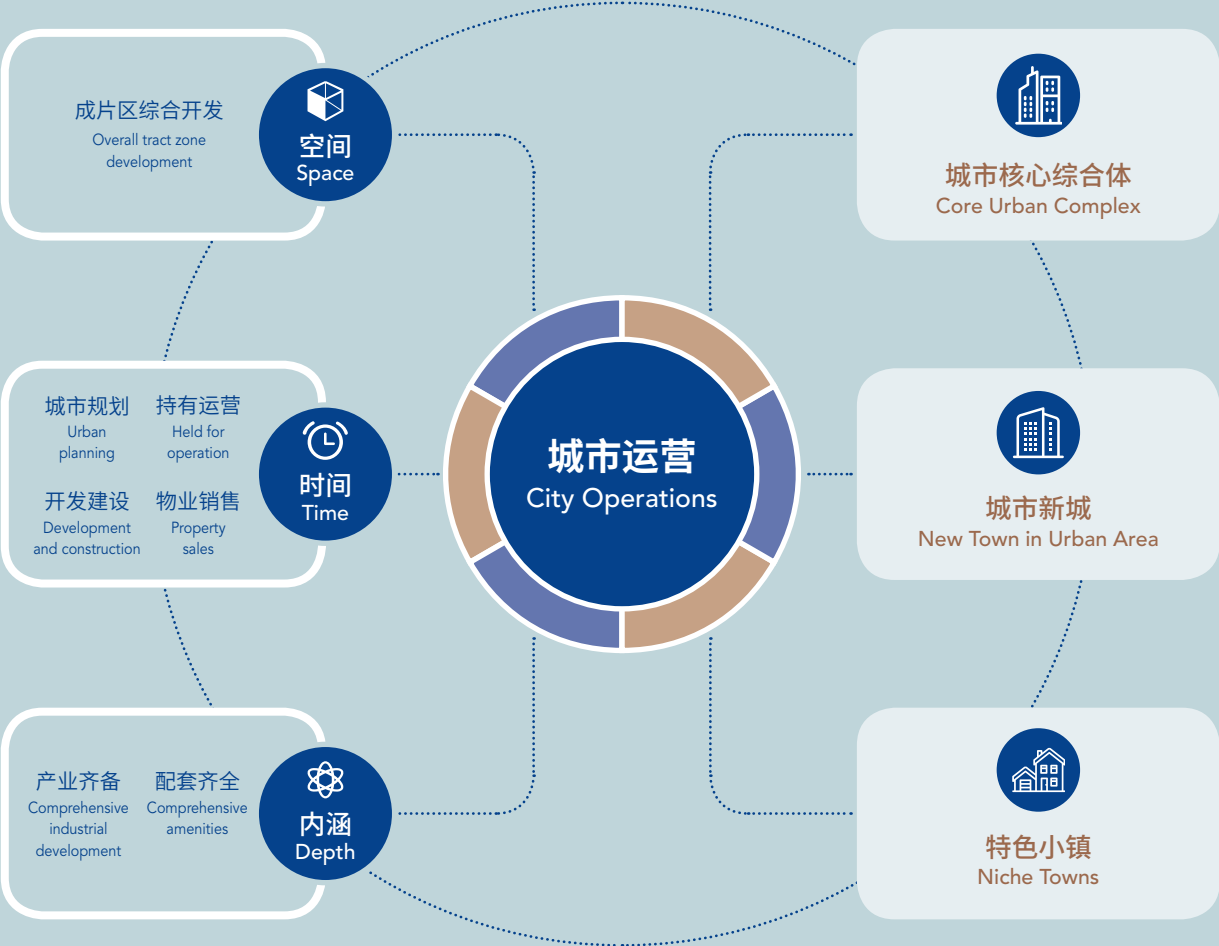 成片区综合开发
Overall tract zone
development
空间
Space
城市规划
Urban
planning
持有运营
Held for
operation
开发建设
Development
and construction
物业销售
Property
sales
时间
Time
产业齐备
Comprehensive
industrial
development
配套齐全
Comprehensive
amenities
内涵
Depth
城市运营
City Operations
城市核心综合体
Core Urban Complex
城市新城
New Town in Urban Area
特色小镇
Niche Towns